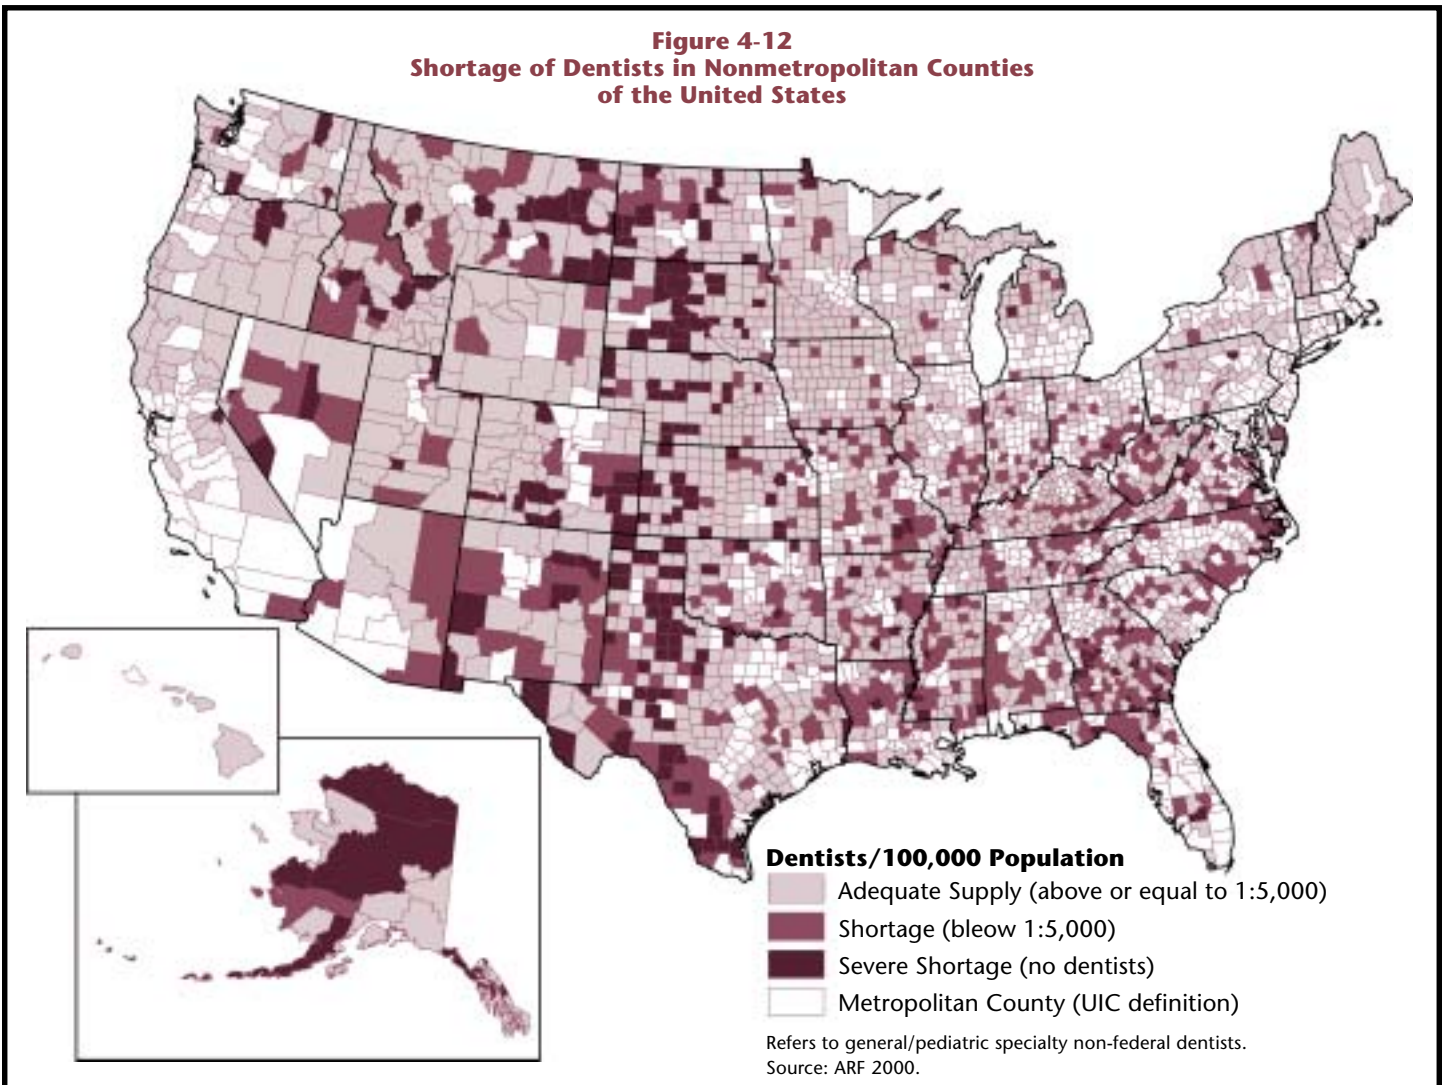 Figure 4-12
Shortage of Dentists in Nonmetropolitan Counties
of the United States
Dentists/100,000 Population
Adequate Supply (above or equal to 1:5,000)
Shortage (bleow 1:5,000)
Severe Shortage (no dentists)
Metropolitan County (UIC definition)
Refers to general/pediatric specialty non-federal dentists.
Source: ARF 2000.